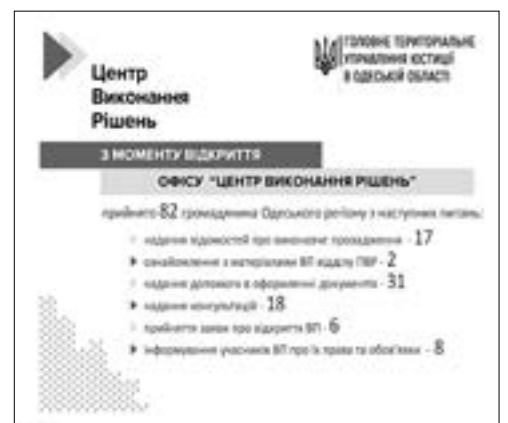 Центр
Виконання
Рішень
ГОЛОВНЕ ТЕРИТОРІАЛЬНЕ
УПРАВЛІННЯ ЮСТИЦІЇ
В ОДЕСЬКІЙ ОБЛАСТІ
З МОМЕНТУ ВІДКРИТТЯ
ОФІСУ "ЦЕНТР ВИКОНАННЯ РІШЕНЬ"
прийнято 82 громадянина Одеського регіону з наступних питань:
надання відомостей про виконавче провадження - 17
ознайомлення з матеріалами ВП відділу ПВР - 2
надання допомоги в оформленні документів - 31
надання консультацій - 18
прийняття заяви про відкриття ВП - 6
інформування учасників ВП про їх права та обов'язки - 8